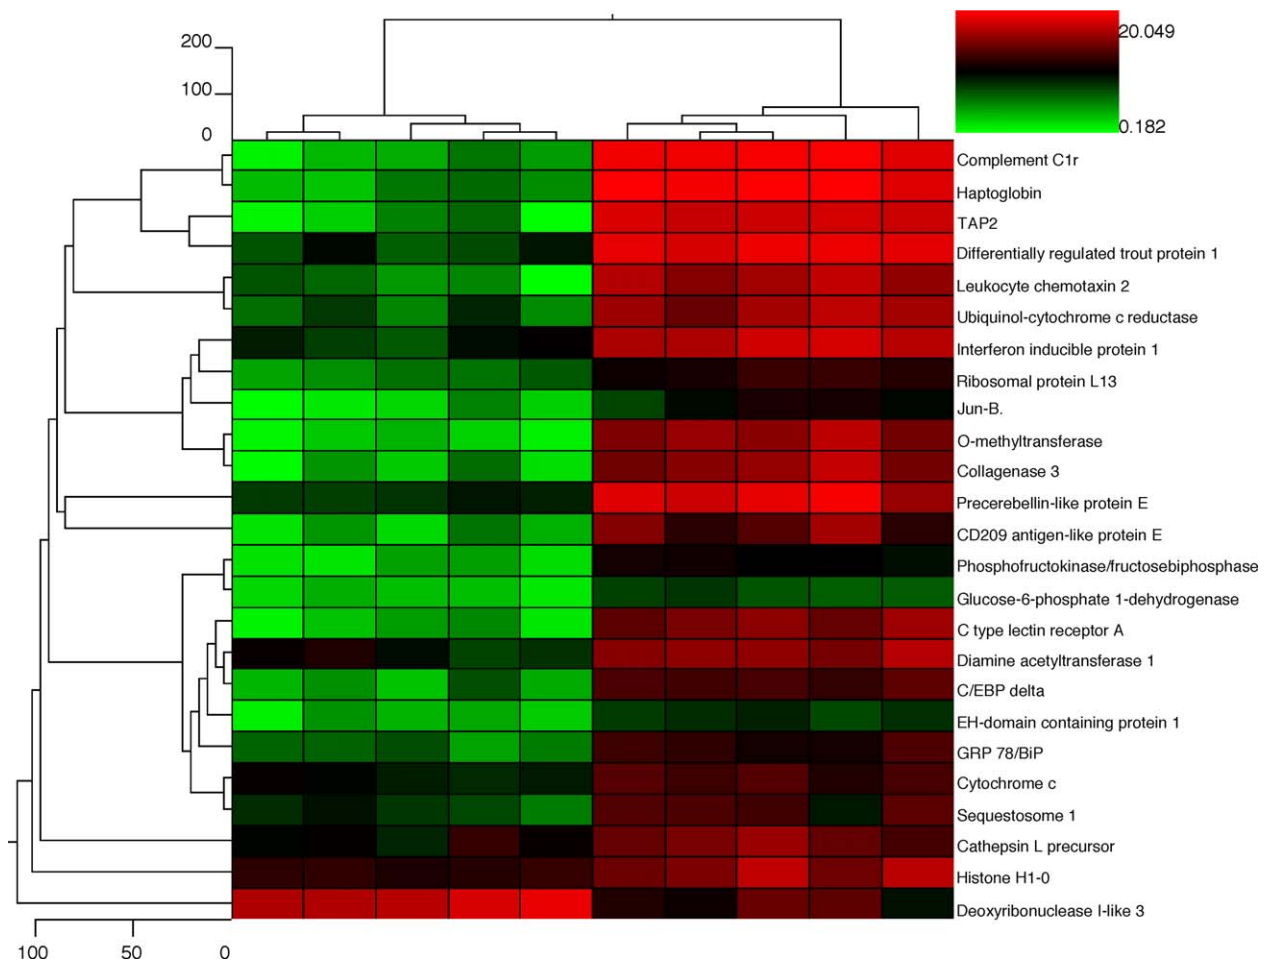 200
100
0
20.049
0.182
Complement C1r
Haptoglobin
TAP2
Differentially regulated trout protein 1
Leukocyte chemotaxin 2
Ubiquinol-cytochrome c reductase
Interferon inducible protein 1
Ribosomal protein L13
Jun-B.
O-methyltransferase
Collagenase 3
Precerebellin-like protein E
CD209 antigen-like protein E
Phosphofructokinase/fructosebiphosphase
Glucose-6-phosphate 1-dehydrogenase
C type lectin receptor A
Diamine acetyltransferase 1
C/EBP delta
EH-domain containing protein 1
GRP 78/BiP
Cytochrome c
Sequestosome 1
Cathepsin L precursor
Histone H1-0
Deoxyribonuclease I-like 3
100 50 0